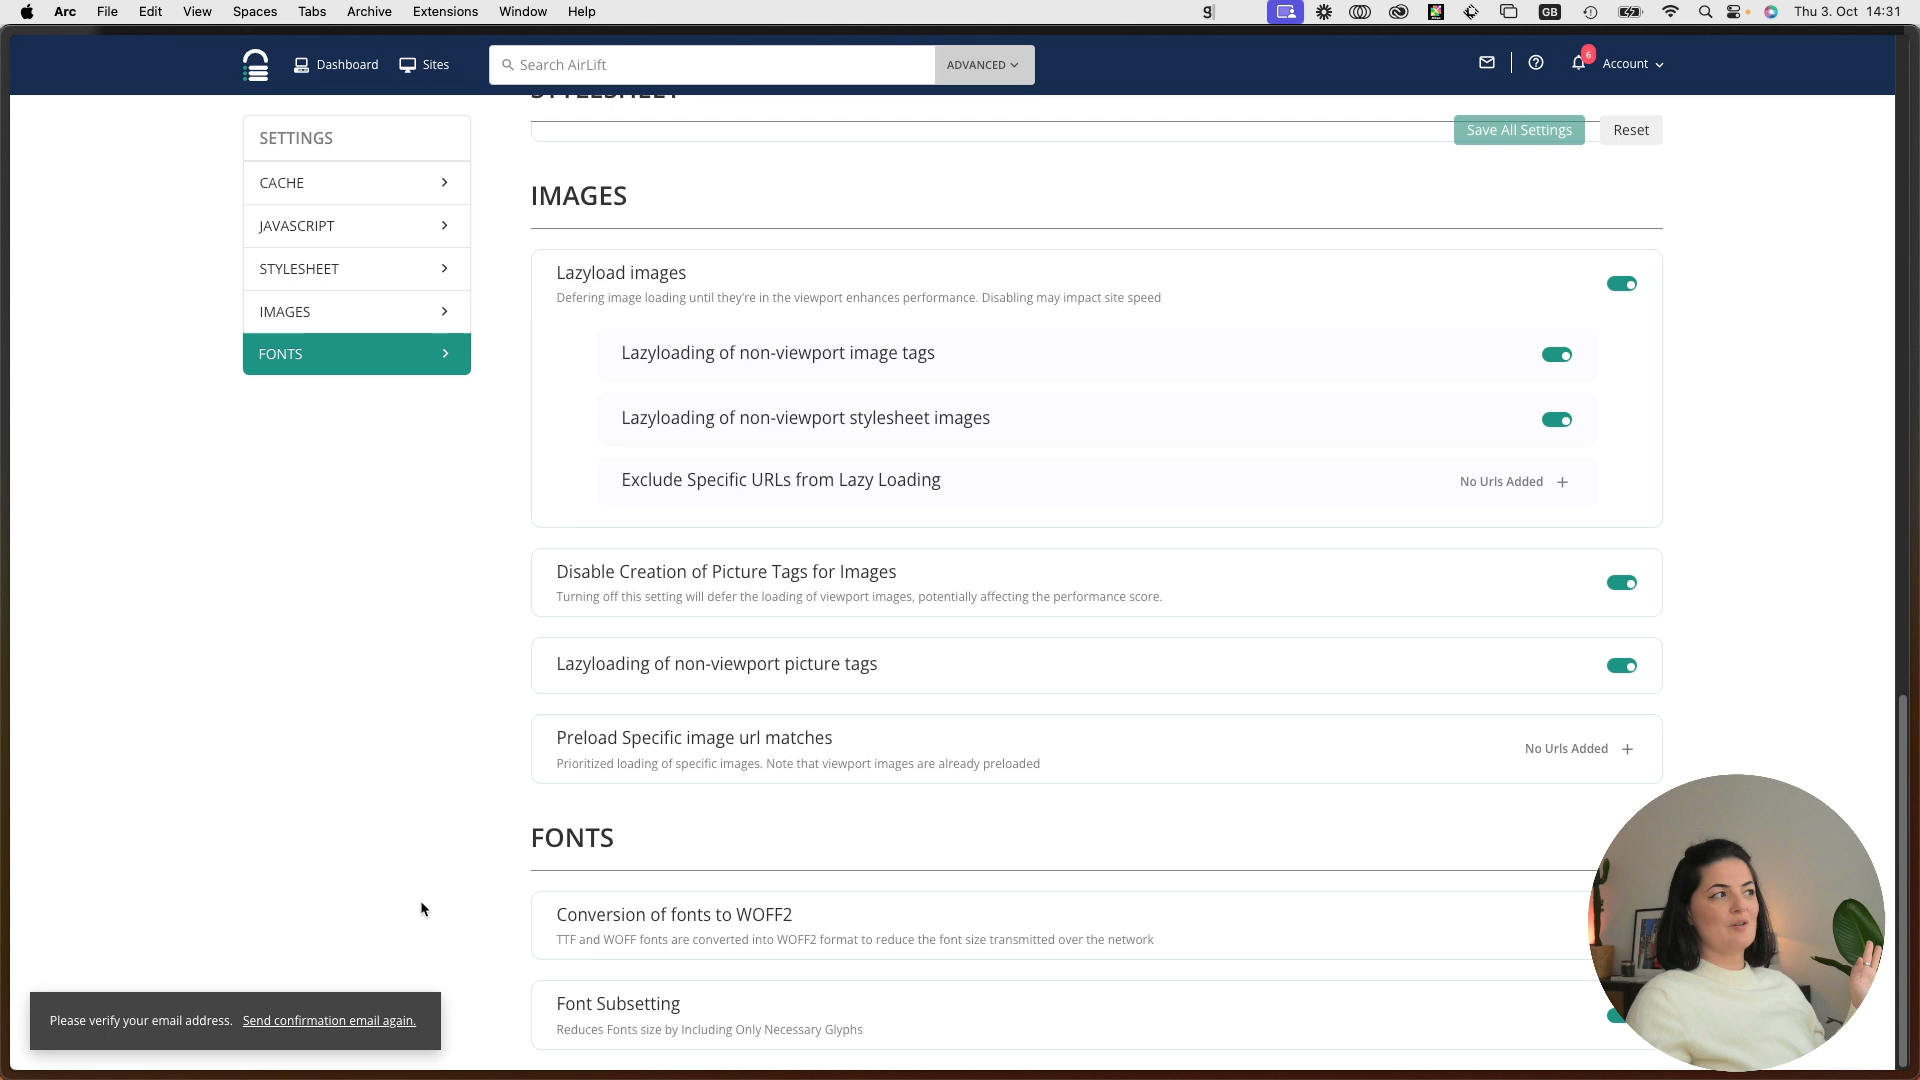 Arc File Edit View Spaces Tabs Archive Extensions Window Help GB Thu 3. Oct 14:31
Dashboard Sites Search AirLift ADVANCED 6 Account
STYLESHEET
SETTINGS
Save All Settings Reset
CACHE
JAVASCRIPT
STYLESHEET
IMAGES
FONTS
IMAGES
Lazyload images
Defering image loading until they're in the viewport enhances performance. Disabling may impact site speed
Lazyloading of non-viewport image tags
Lazyloading of non-viewport stylesheet images
Exclude Specific URLs from Lazy Loading No Urls Added +
Disable Creation of Picture Tags for Images
Turning off this setting will defer the loading of viewport images, potentially affecting the performance score.
Lazyloading of non-viewport picture tags
Preload Specific image url matches
Prioritized loading of specific images. Note that viewport images are already preloaded
No Urls Added +
FONTS
Conversion of fonts to WOFF2
TTF and WOFF fonts are converted into WOFF2 format to reduce the font size transmitted over the network
Font Subsetting
Reduces Fonts size by Including Only Necessary Glyphs
Please verify your email address. Send confirmation email again.